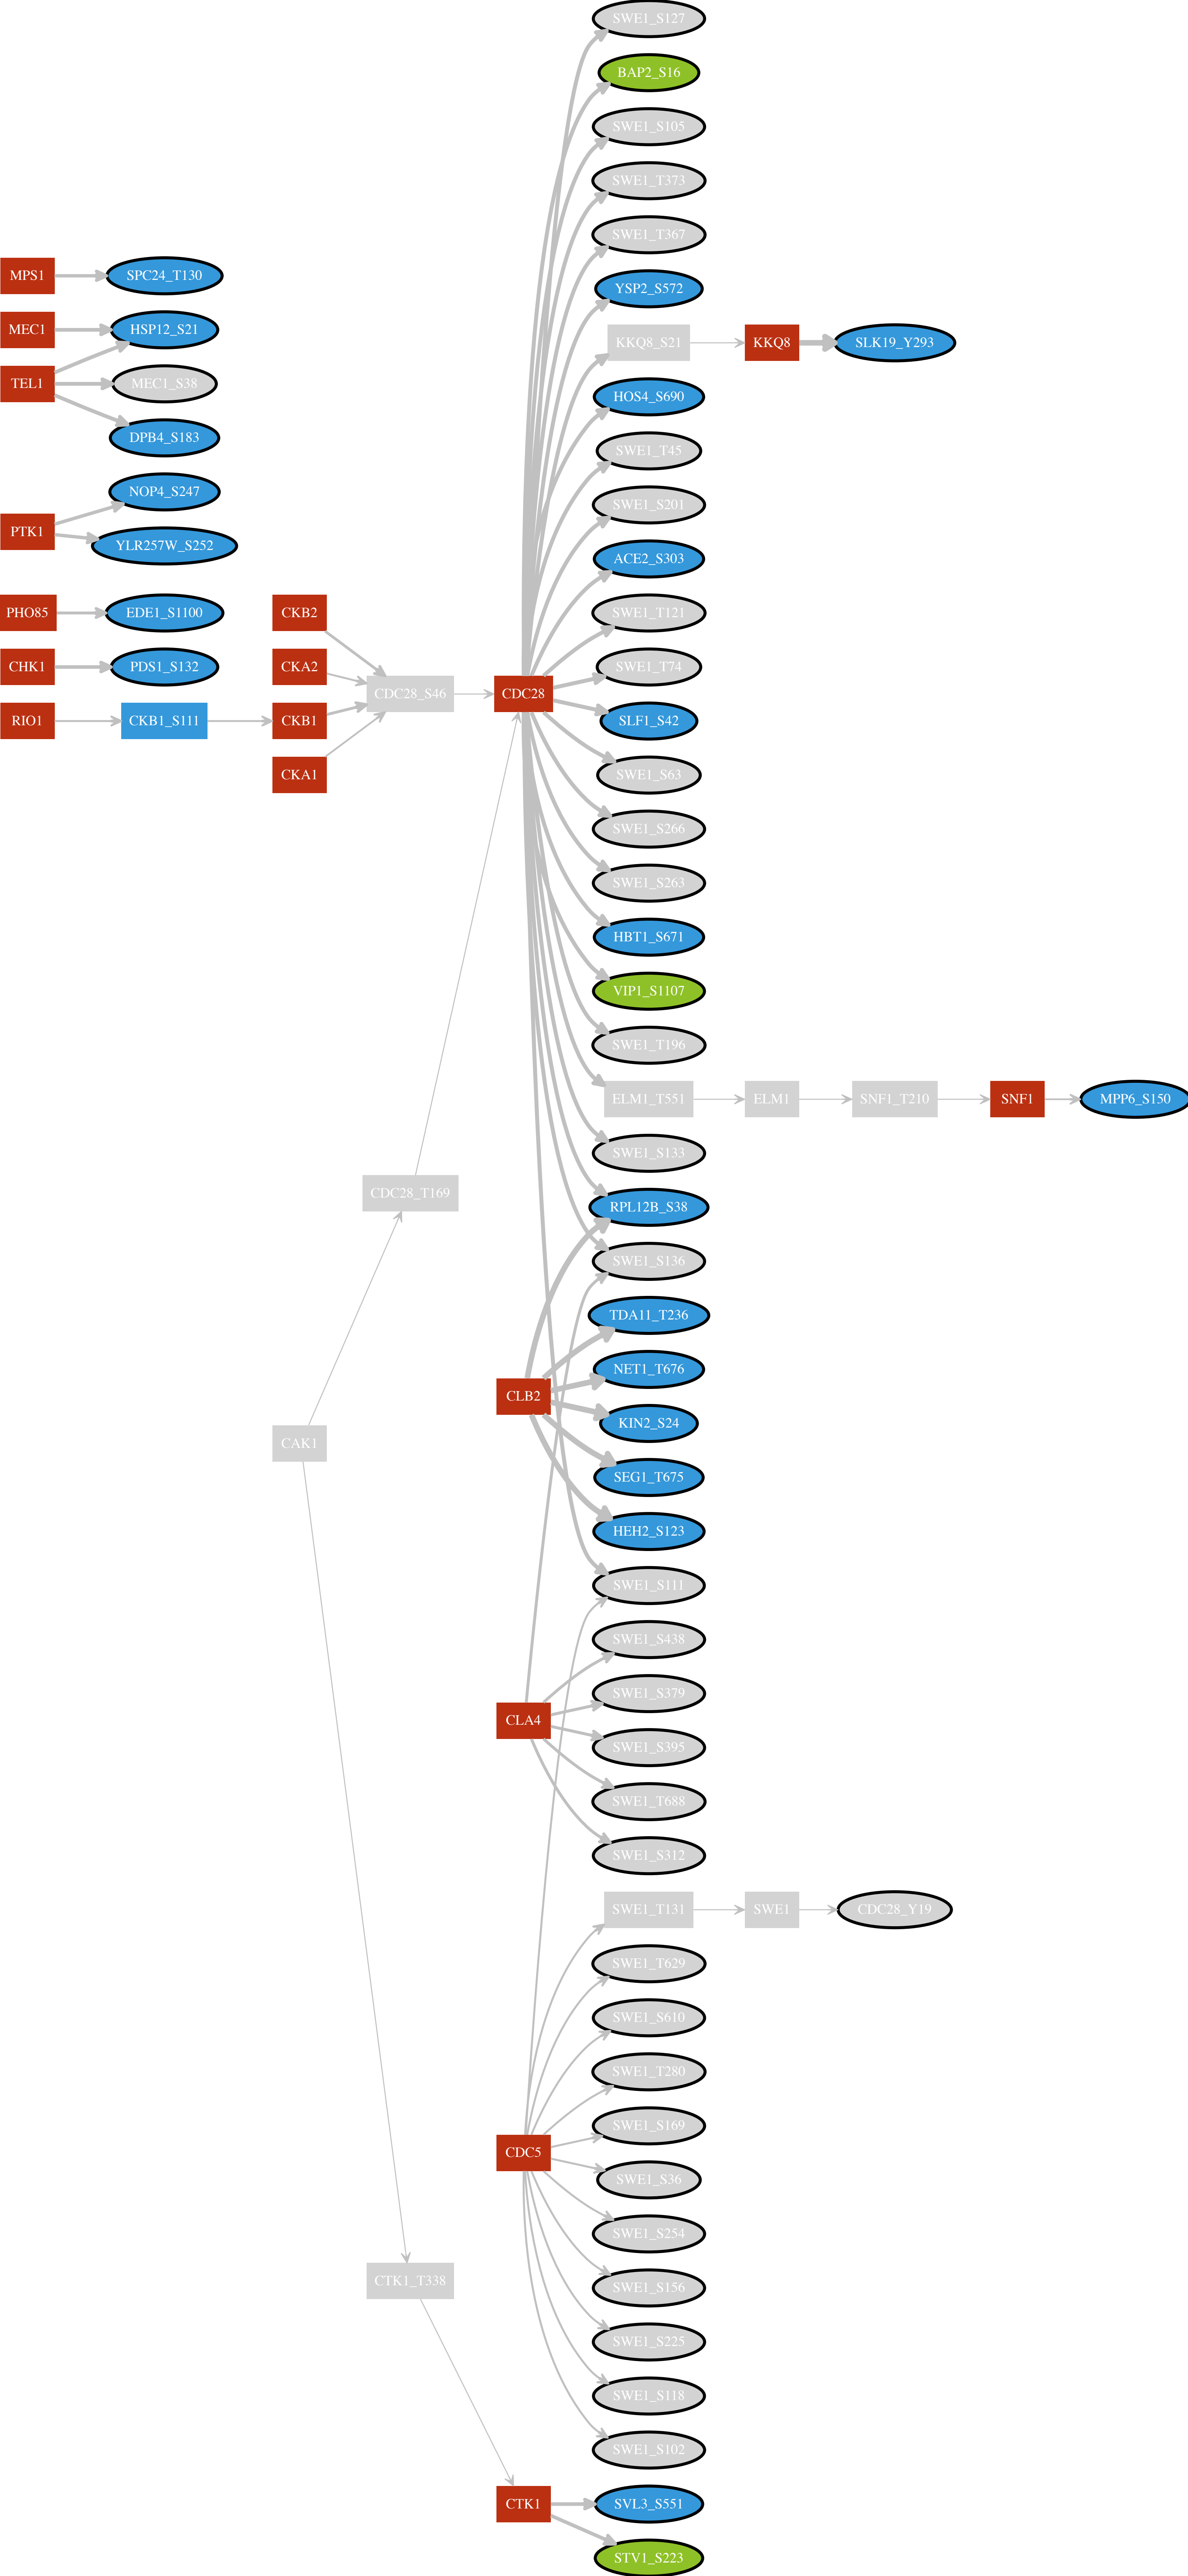 SWE1_S127
BAP2_S16
SWE1_S105
SWE1_T373
SWE1_T367
MPS1 SPC24_T130 YSP2_S572
MEC1 HSP12_S21 KKQ8_S21 KKQ8 SLK19_Y293
TEL1 MEC1_S38 HOS4_S690
DPB4_S183 SWE1_T45
NOP4_S247 SWE1_S201
PTK1
YLR257W_S252 ACE2_S303
PHO85 EDE1_S1100 CKB2 SWE1_T121
CHK1 PDS1_S132 CKA2 SWE1_T74
CDC28_S46 CDC28
RIO1 CKB1_S111 CKB1 SLF1_S42
CKA1 SWE1_S63
SWE1_S266
SWE1_S263
HBT1_S671
VIP1_S1107
SWE1_T196
ELM1_T551 ELM1 SNF1_T210 SNF1 MPP6_S150
SWE1_S133
CDC28_T169
RPL12B_S38
SWE1_S136
TDA11_T236
NET1_T676
CLB2
KIN2_S24
CAK1
SEG1_T675
HEH2_S123
SWE1_S111
SWE1_S438
SWE1_S379
CLA4
SWE1_S395
SWE1_T688
SWE1_S312
SWE1_T131 SWE1 CDC28_Y19
SWE1_T629
SWE1_S610
SWE1_T280
SWE1_S169
CDC5
SWE1_S36
SWE1_S254
CTK1_T338
SWE1_S156
SWE1_S225
SWE1_S118
SWE1_S102
CTK1 SVL3_S551
STV1_S223